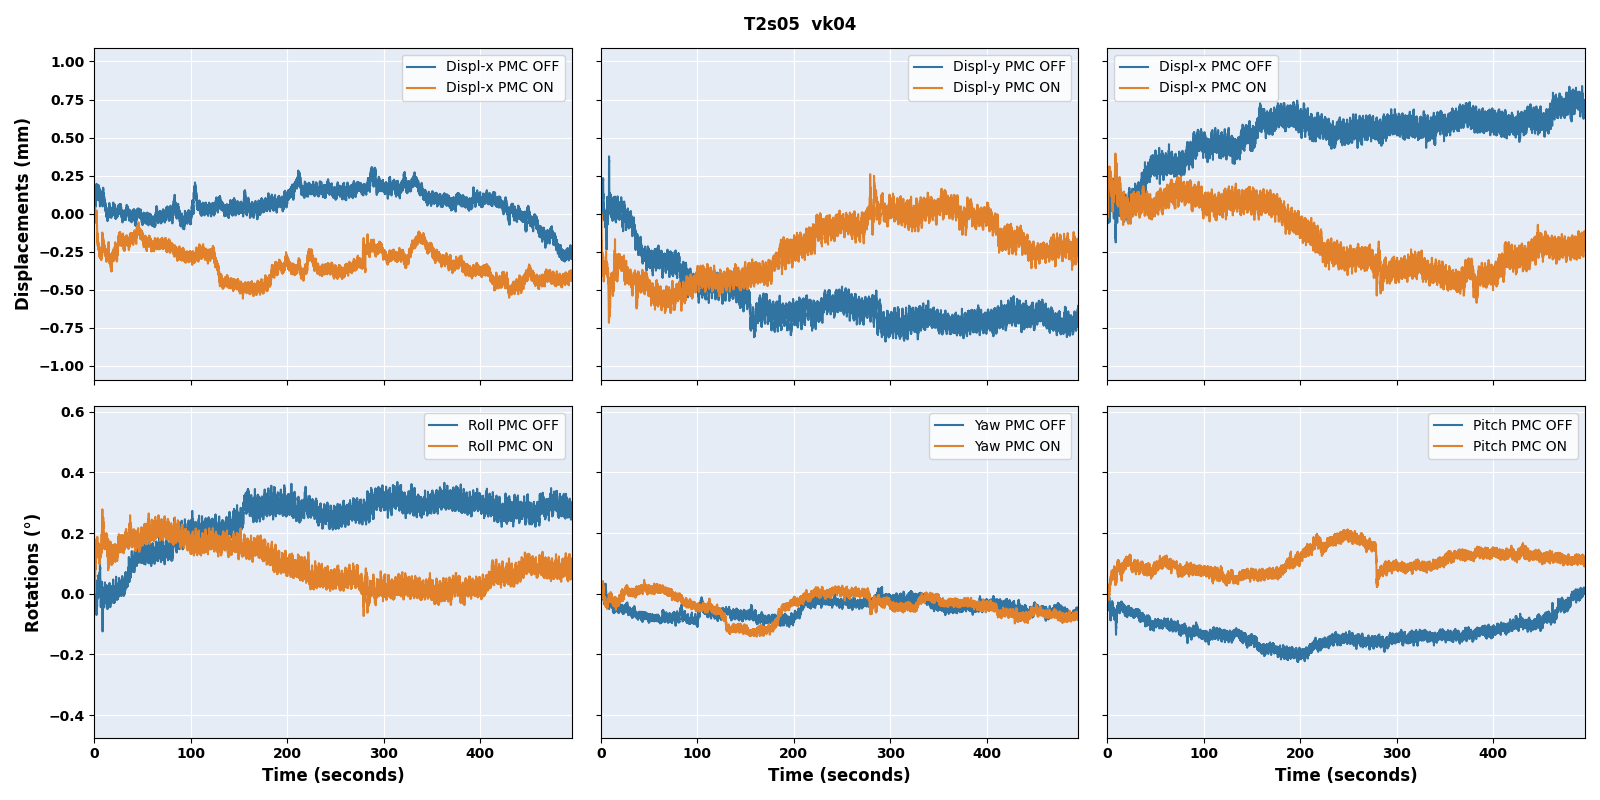 T2s05  vk04
Displacements (mm)
1.00
0.75
0.50
0.25
0.00
−0.25
−0.50
−0.75
−1.00
Displ-x PMC OFF
Displ-x PMC ON
Displ-y PMC OFF
Displ-y PMC ON
Displ-x PMC OFF
Displ-x PMC ON
0 100 200 300 400
Rotations (°)
0.6
0.4
0.2
0.0
−0.2
−0.4
Roll PMC OFF
Roll PMC ON
Yaw PMC OFF
Yaw PMC ON
Pitch PMC OFF
Pitch PMC ON
0 100 200 300 400
0 100 200 300 400
Time (seconds)
Time (seconds)
Time (seconds)